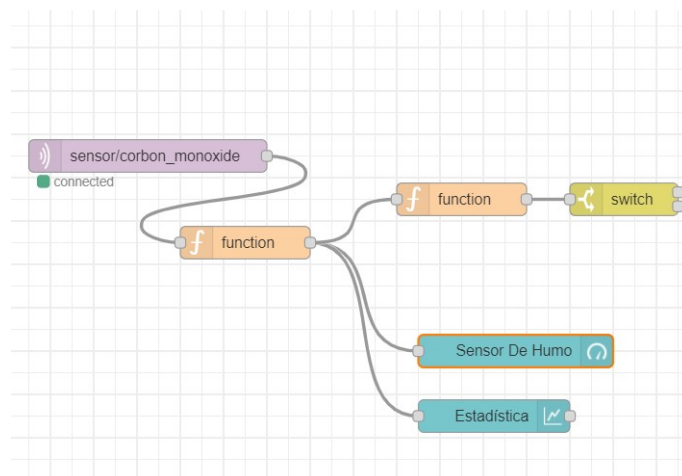 sensor/corbon_monoxide
connected
function
function
switch
Sensor De Humo
Estadística